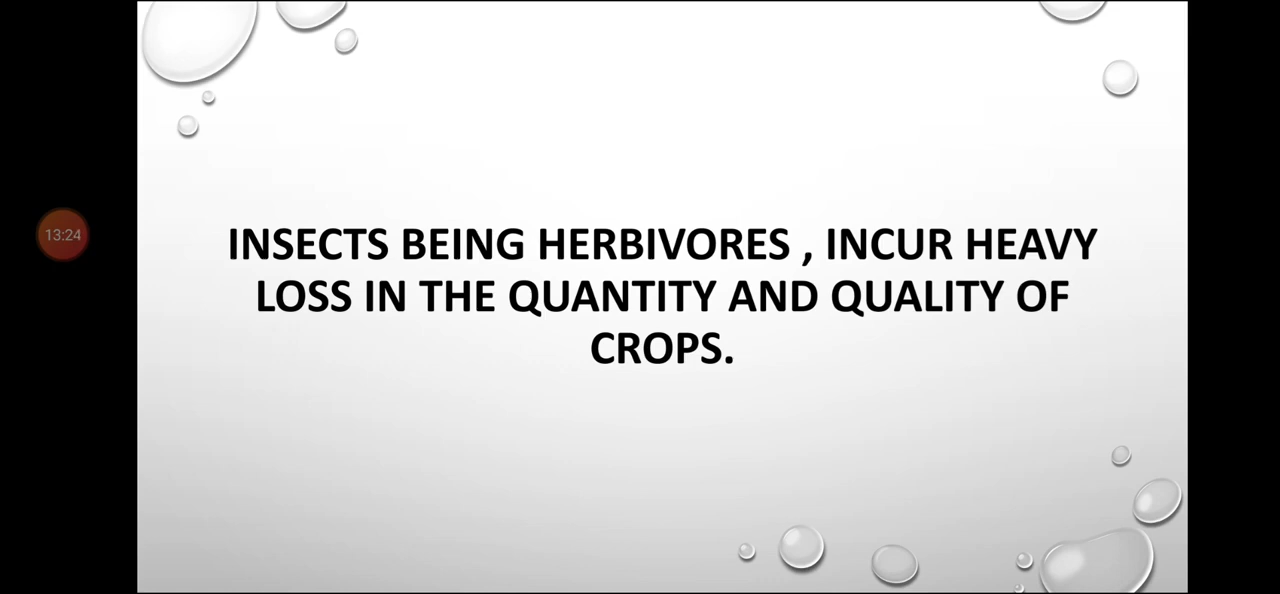 13:24
INSECTS BEING HERBIVORES , INCUR HEAVY
LOSS IN THE QUANTITY AND QUALITY OF
CROPS.